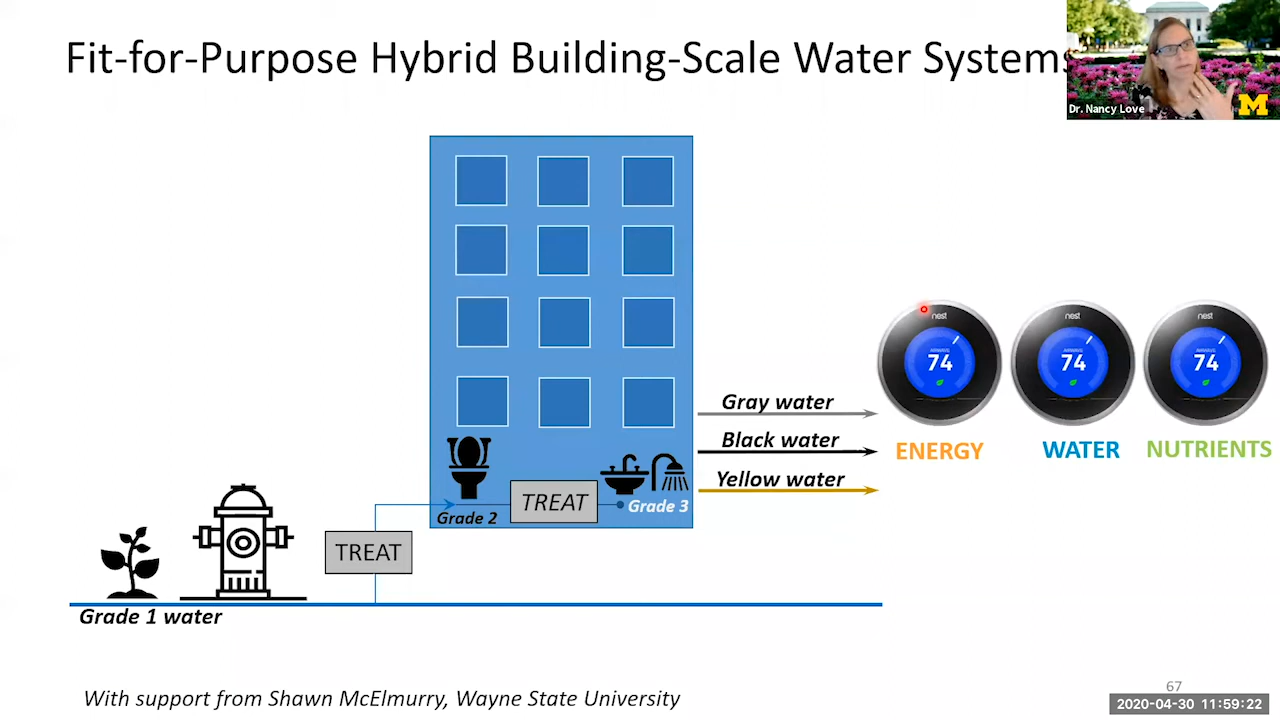 Fit-for-Purpose Hybrid Building-Scale Water Systems
Dr. Nancy Love
M
nest
74
nest
74
nest
74
Gray water
Black water
Yellow water
ENERGY
WATER
NUTRIENTS
TREAT
Grade 3
Grade 2
TREAT
Grade 1 water
With support from Shawn McElmurry, Wayne State University
67
2020-04-30 11:59:22